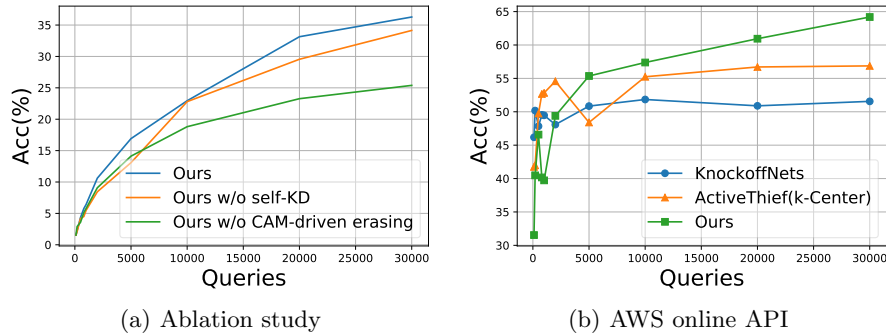 35
30
25
20
15
10
5
0
Acc(%)
Ours
Ours w/o self-KD
Ours w/o CAM-driven erasing
0 5000 10000 15000 20000 25000 30000
Queries
(a) Ablation study
65
60
55
50
45
40
35
30
Acc(%)
KnockoffNets
ActiveThief(k-Center)
Ours
0 5000 10000 15000 20000 25000 30000
Queries
(b) AWS online API